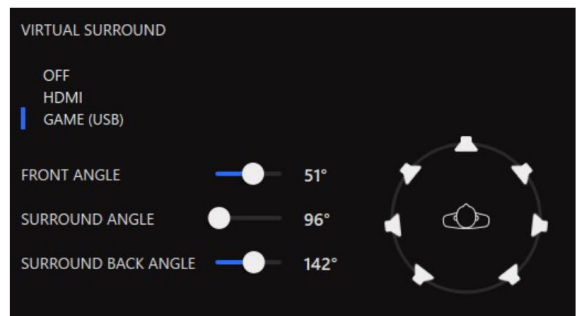 VIRTUAL SURROUND
OFF
HDMI
GAME (USB)
FRONT ANGLE 51°
SURROUND ANGLE 96°
SURROUND BACK ANGLE 142°